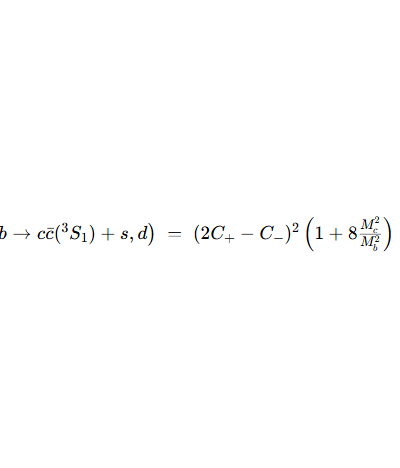 b → cc̄(³S₁) + s, d) = (2C₊ − C₋)² (1 + 8 M_c²/M_b²)